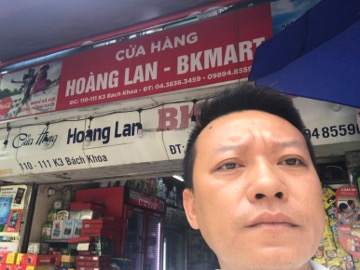 CỬA HÀNG
HOÀNG LAN - BKMART
ĐC: 110-111 K3 Bách Khoa - ĐT: 04.3636.3459 - 09894.8559
Cửa Hàng Hoàng Lan BK
110 - 111 K3 Bách Khoa ĐT:
94 8559